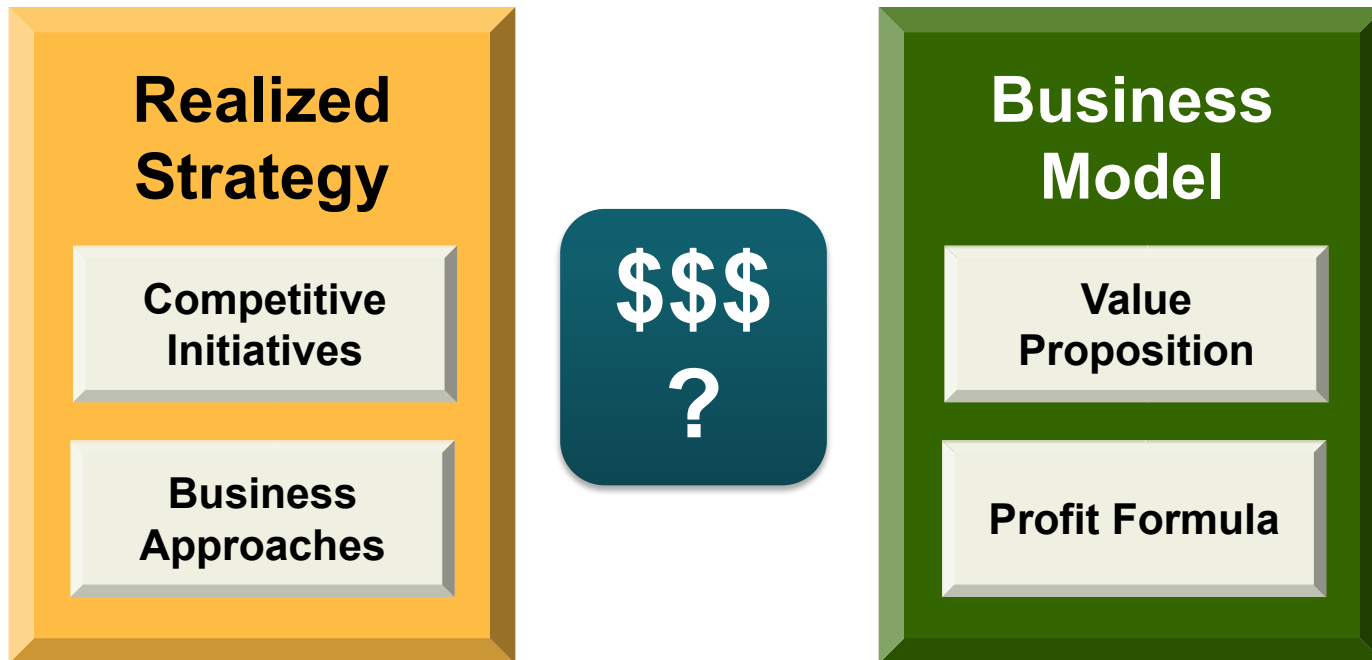 Realized
Strategy
Competitive
Initiatives
Business
Approaches
$$$
?
Business
Model
Value
Proposition
Profit Formula